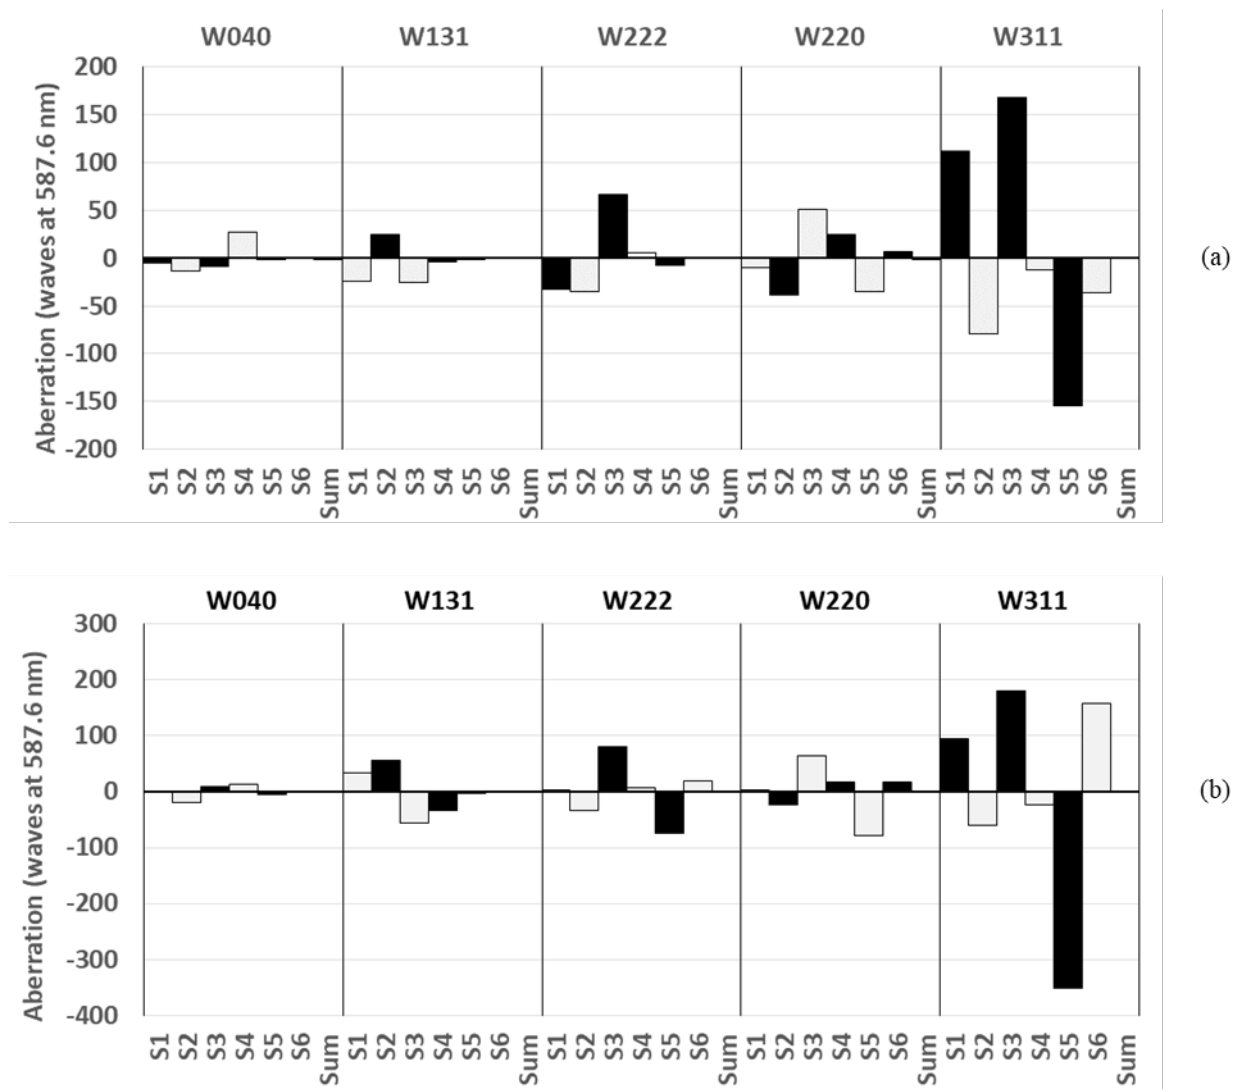 W040 W131 W222 W220 W311
200
150
100
50
0
-50
-100
-150
-200
Aberration (waves at 587.6 nm)
S1 S2 S3 S4 S5 S6 Sum S1 S2 S3 S4 S5 S6 Sum S1 S2 S3 S4 S5 S6 Sum S1 S2 S3 S4 S5 S6 Sum S1 S2 S3 S4 S5 S6 Sum
(a)
W040 W131 W222 W220 W311
300
200
100
0
-100
-200
-300
-400
Aberration (waves at 587.6 nm)
S1 S2 S3 S4 S5 S6 Sum S1 S2 S3 S4 S5 S6 Sum S1 S2 S3 S4 S5 S6 Sum S1 S2 S3 S4 S5 S6 Sum S1 S2 S3 S4 S5 S6 Sum
(b)